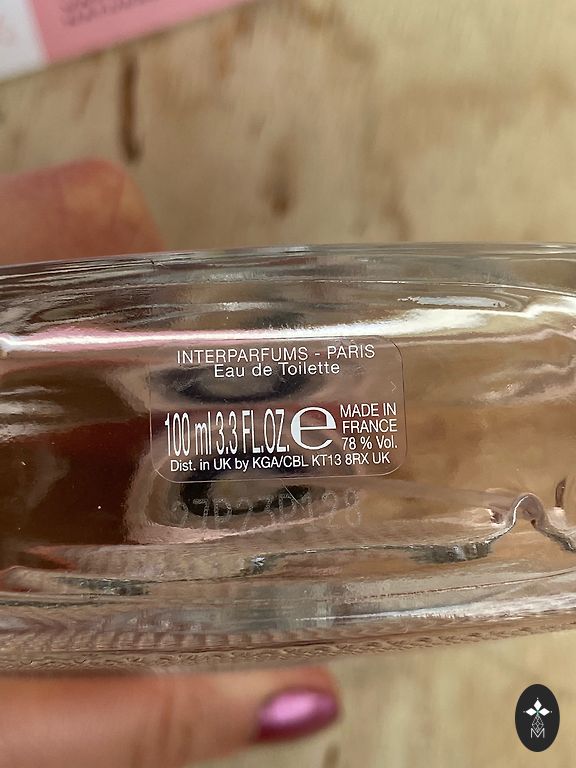 INTERPARFUMS - PARIS
Eau de Toilette
100 ml 3.3 FL.OZ. e
MADE IN
FRANCE
78 % Vol.
Dist. in UK by KGA/CBL KT13 8RX UK